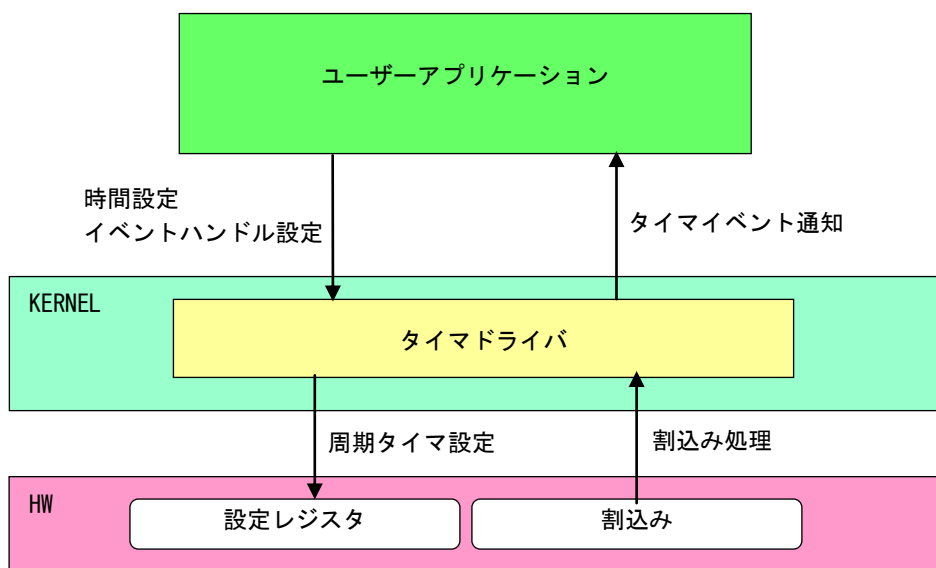 ユーザーアプリケーション
時間設定
イベントハンドル設定
タイマイベント通知
KERNEL
タイマドライバ
周期タイマ設定
割込み処理
HW
設定レジスタ
割込み